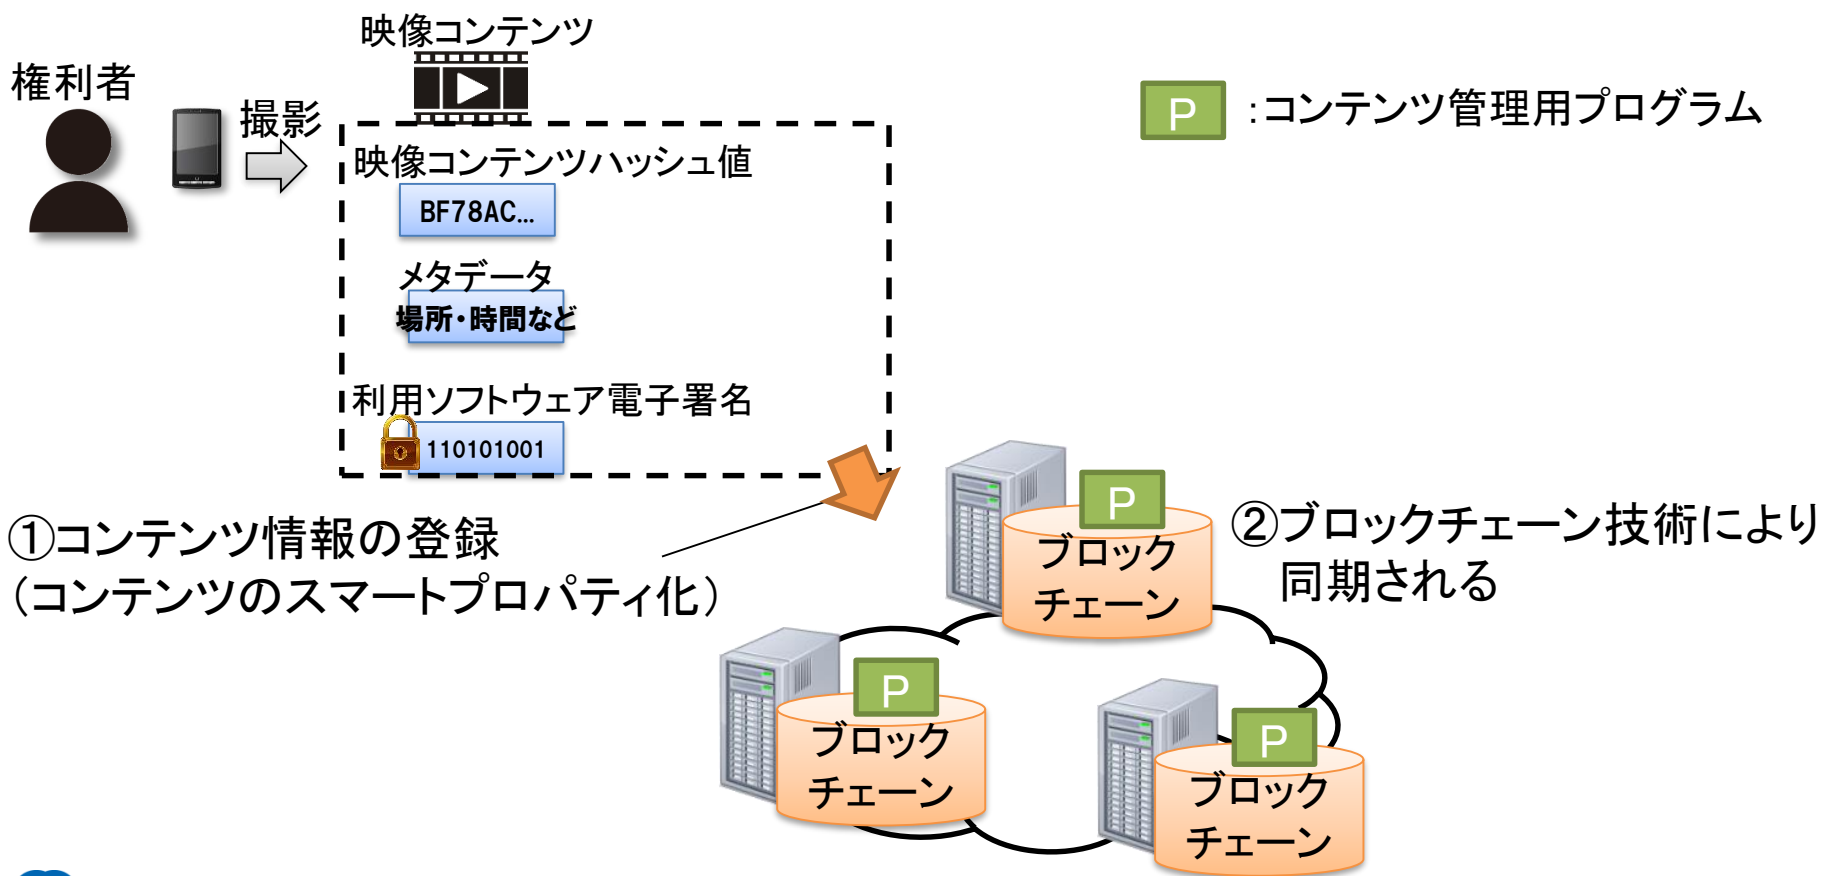 映像コンテンツ
権利者
撮影
映像コンテンツハッシュ値
BF78AC...
メタデータ
場所・時間など
利用ソフトウェア電子署名
110101001
P
:コンテンツ管理用プログラム
①コンテンツ情報の登録
(コンテンツのスマートプロパティ化)
P
ブロック
チェーン
②ブロックチェーン技術により
同期される
P
ブロック
チェーン
P
ブロック
チェーン